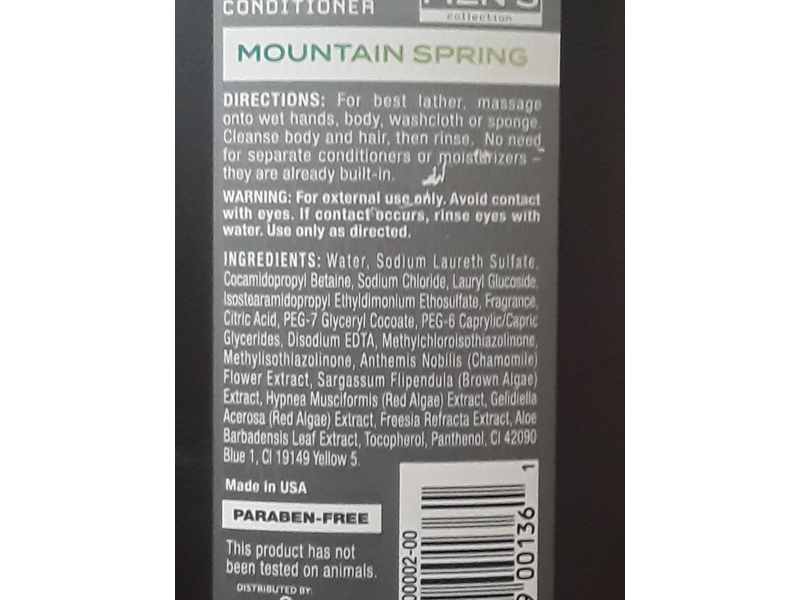 CONDITIONER
MEN'S
collection
MOUNTAIN SPRING
DIRECTIONS: For best lather, massage
onto wet hands, body, washcloth or sponge.
Cleanse body and hair, then rinse. No need
for separate conditioners or moisturizers –
they are already built-in.
WARNING: For external use only. Avoid contact
with eyes. If contact occurs, rinse eyes with
water. Use only as directed.
INGREDIENTS: Water, Sodium Laureth Sulfate,
Cocamidopropyl Betaine, Sodium Chloride, Lauryl Glucoside,
Isostearamidopropyl Ethyldimonium Ethosulfate, Fragrance,
Citric Acid, PEG-7 Glyceryl Cocoate, PEG-6 Caprylic/Capric
Glycerides, Disodium EDTA, Methylchloroisothiazolinone,
Methylisothiazolinone, Anthemis Nobilis (Chamomile)
Flower Extract, Sargassum Flipendula (Brown Algae)
Extract, Hypnea Musciformis (Red Algae) Extract, Gelidiella
Acerosa (Red Algae) Extract, Freesia Refracta Extract, Aloe
Barbadensis Leaf Extract, Tocopherol, Panthenol, CI 42090
Blue 1, CI 19149 Yellow 5.
Made in USA
PARABEN-FREE
This product has not
been tested on animals.
DISTRIBUTED BY:
00002-00
00136
1